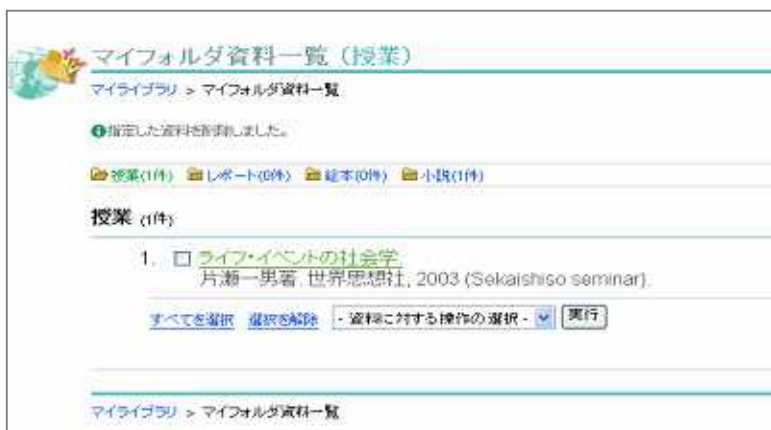 マイフォルダ資料一覧（授業）
マイライブラリ > マイフォルダ資料一覧
指定した資料を削除しました。
授業(1件) レポート(0件) 絵本(0件) 小説(1件)
授業 (1件)
1. ライフ・イベントの社会学
片瀬一男著. 世界思想社, 2003 (Sekaishiso seminar).
すべてを選択 選択を解除 - 資料に対する操作の選択 - 実行
マイライブラリ > マイフォルダ資料一覧